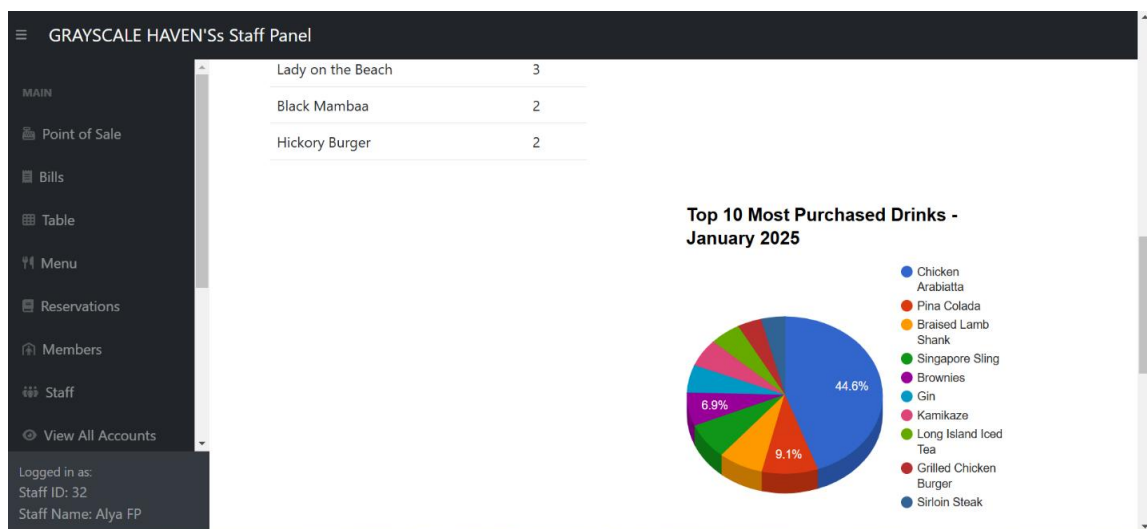 GRAYSCALE HAVEN'Ss Staff Panel
MAIN
Point of Sale
Bills
Table
Menu
Reservations
Members
Staff
View All Accounts
Logged in as:
Staff ID: 32
Staff Name: Alya FP
Lady on the Beach 3
Black Mambaa 2
Hickory Burger 2
Top 10 Most Purchased Drinks -
January 2025
44.6%
6.9%
9.1%
Chicken
Arabiatta
Pina Colada
Braised Lamb
Shank
Singapore Sling
Brownies
Gin
Kamikaze
Long Island Iced
Tea
Grilled Chicken
Burger
Sirloin Steak